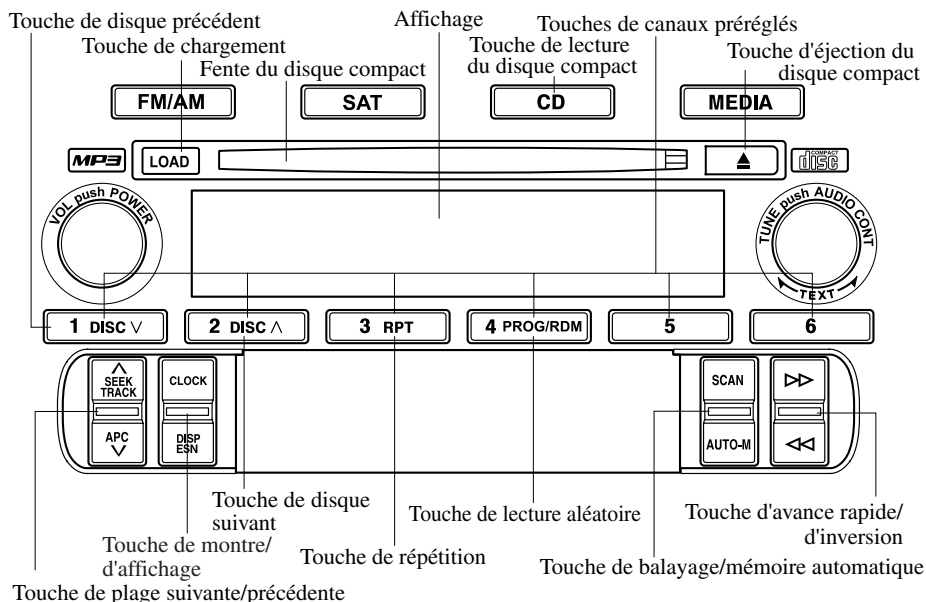 Touche de disque précédent
Affichage
Touches de canaux préréglés
Touche de chargement
Touche de lecture
du disque compact
Touche d'éjection du
disque compact
Fente du disque compact
FM/AM
SAT
CD
MEDIA
MP3
LOAD
COMPACT
disc
VOL push POWER
TUNE push AUDIO CONT
TEXT
1 DISC ∨
2 DISC ∧
3 RPT
4 PROG/RDM
5
6
SEEK
TRACK
CLOCK
SCAN
APC
DISP
ESN
AUTO-M
Touche de disque
suivant
Touche de lecture aléatoire
Touche d'avance rapide/
d'inversion
Touche de montre/
d'affichage
Touche de répétition
Touche de balayage/mémoire automatique
Touche de plage suivante/précédente